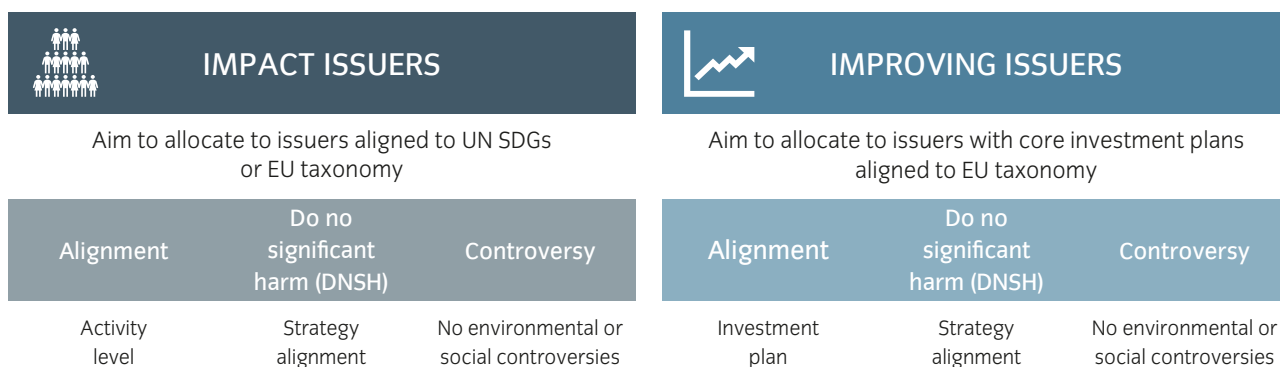 IMPACT ISSUERS
Aim to allocate to issuers aligned to UN SDGs
or EU taxonomy
Alignment
Do no
significant
harm (DNSH)
Controversy
Activity
level
Strategy
alignment
No environmental or
social controversies
IMPROVING ISSUERS
Aim to allocate to issuers with core investment plans
aligned to EU taxonomy
Alignment
Do no
significant
harm (DNSH)
Controversy
Investment
plan
Strategy
alignment
No environmental or
social controversies